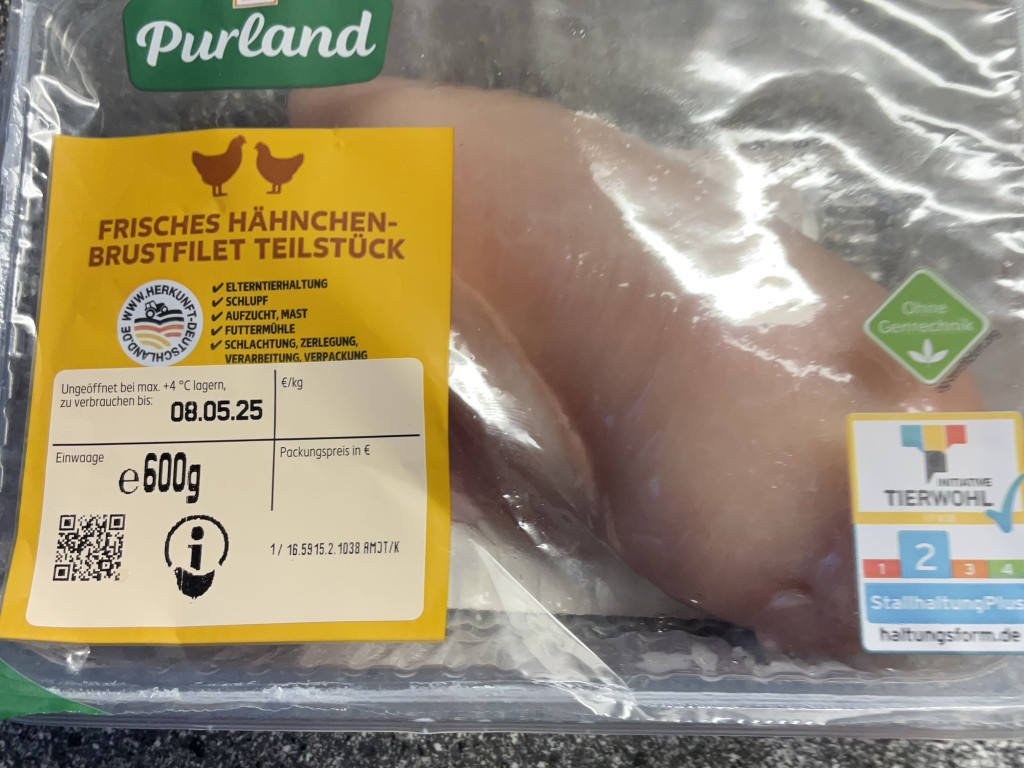 Purland
FRISCHES HÄHNCHEN-
BRUSTFILET TEILSTÜCK
WWW.HERKUNFT-DEUTSCHLAND.DE
✔ ELTERNTIERHALTUNG
✔ SCHLUPF
✔ AUFZUCHT, MAST
✔ FUTTERMÜHLE
✔ SCHLACHTUNG, ZERLEGUNG,
VERARBEITUNG, VERPACKUNG
Ungeöffnet bei max. +4 °C lagern,
zu verbrauchen bis: 08.05.25
€/kg
Einwaage
e600g
Packungspreis in €
i
1/ 16.5915.2.1038 AMJT/K
Ohne
Gentechnik
INITIATIVE
TIERWOHL
1 2 3 4
StallhaltungPlus
haltungsform.de